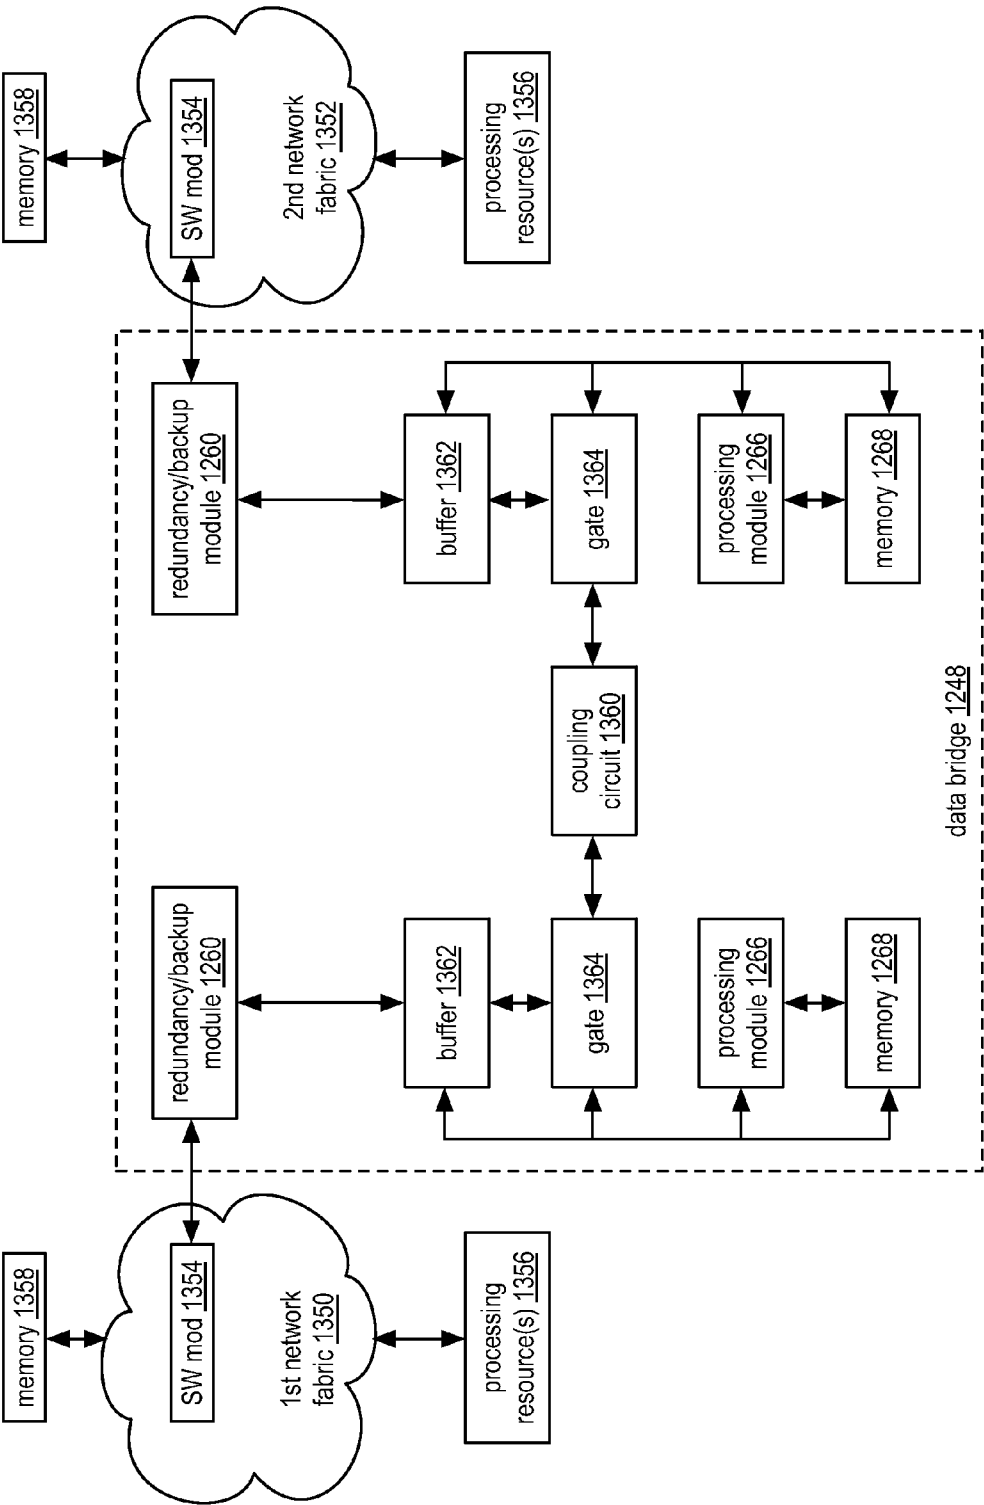 memory 1358
SW mod 1354
1st network
fabric 1350
processing
resource(s) 1356
redundancy/backup
module 1260
buffer 1362
gate 1364
processing
module 1266
memory 1268
coupling
circuit 1360
data bridge 1248
redundancy/backup
module 1260
buffer 1362
gate 1364
processing
module 1266
memory 1268
memory 1358
SW mod 1354
2nd network
fabric 1352
processing
resource(s) 1356